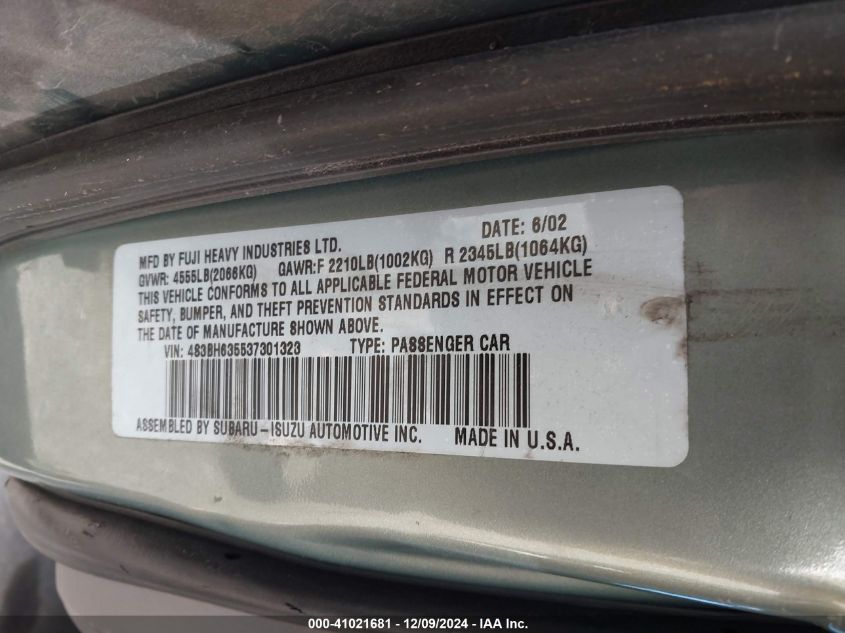 DATE: 6/02
MFD BY FUJI HEAVY INDUSTRIES LTD.
GVWR: 4555LB(2066KG) GAWR:F 2210LB(1002KG) R 2345LB(1064KG)
THIS VEHICLE CONFORMS TO ALL APPLICABLE FEDERAL MOTOR VEHICLE
SAFETY, BUMPER, AND THEFT PREVENTION STANDARDS IN EFFECT ON
THE DATE OF MANUFACTURE SHOWN ABOVE.
VIN: 4S3BH635537301323 TYPE: PASSENGER CAR
ASSEMBLED BY SUBARU-ISUZU AUTOMOTIVE INC. MADE IN U.S.A.
000-41021681 - 12/09/2024 - IAA Inc.